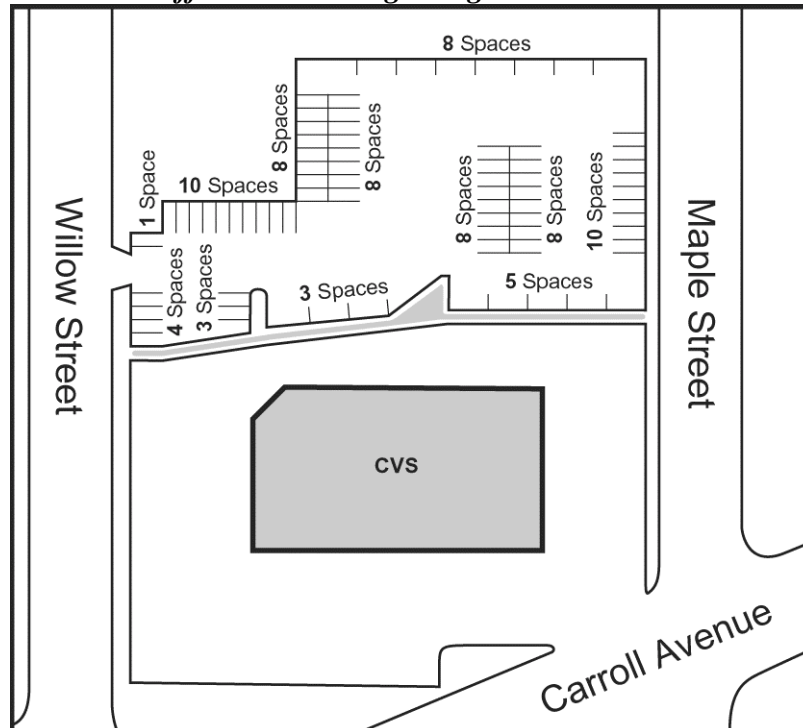 8 Spaces
8 Spaces
8 Spaces
1 Space
10 Spaces
8 Spaces
8 Spaces
10 Spaces
Willow Street
Maple Street
4 Spaces
3 Spaces
3 Spaces
5 Spaces
CVS
Carroll Avenue